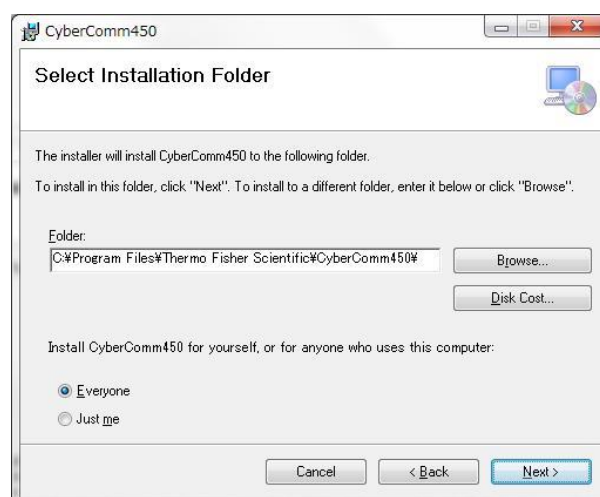 CyberComm450
Select Installation Folder
The installer will install CyberComm450 to the following folder.
To install in this folder, click "Next". To install to a different folder, enter it below or click "Browse".
Folder:
C:¥Program Files¥Thermo Fisher Scientific¥CyberComm450¥
Browse...
Disk Cost...
Install CyberComm450 for yourself, or for anyone who uses this computer:
Everyone
Just me
Cancel
< Back
Next >